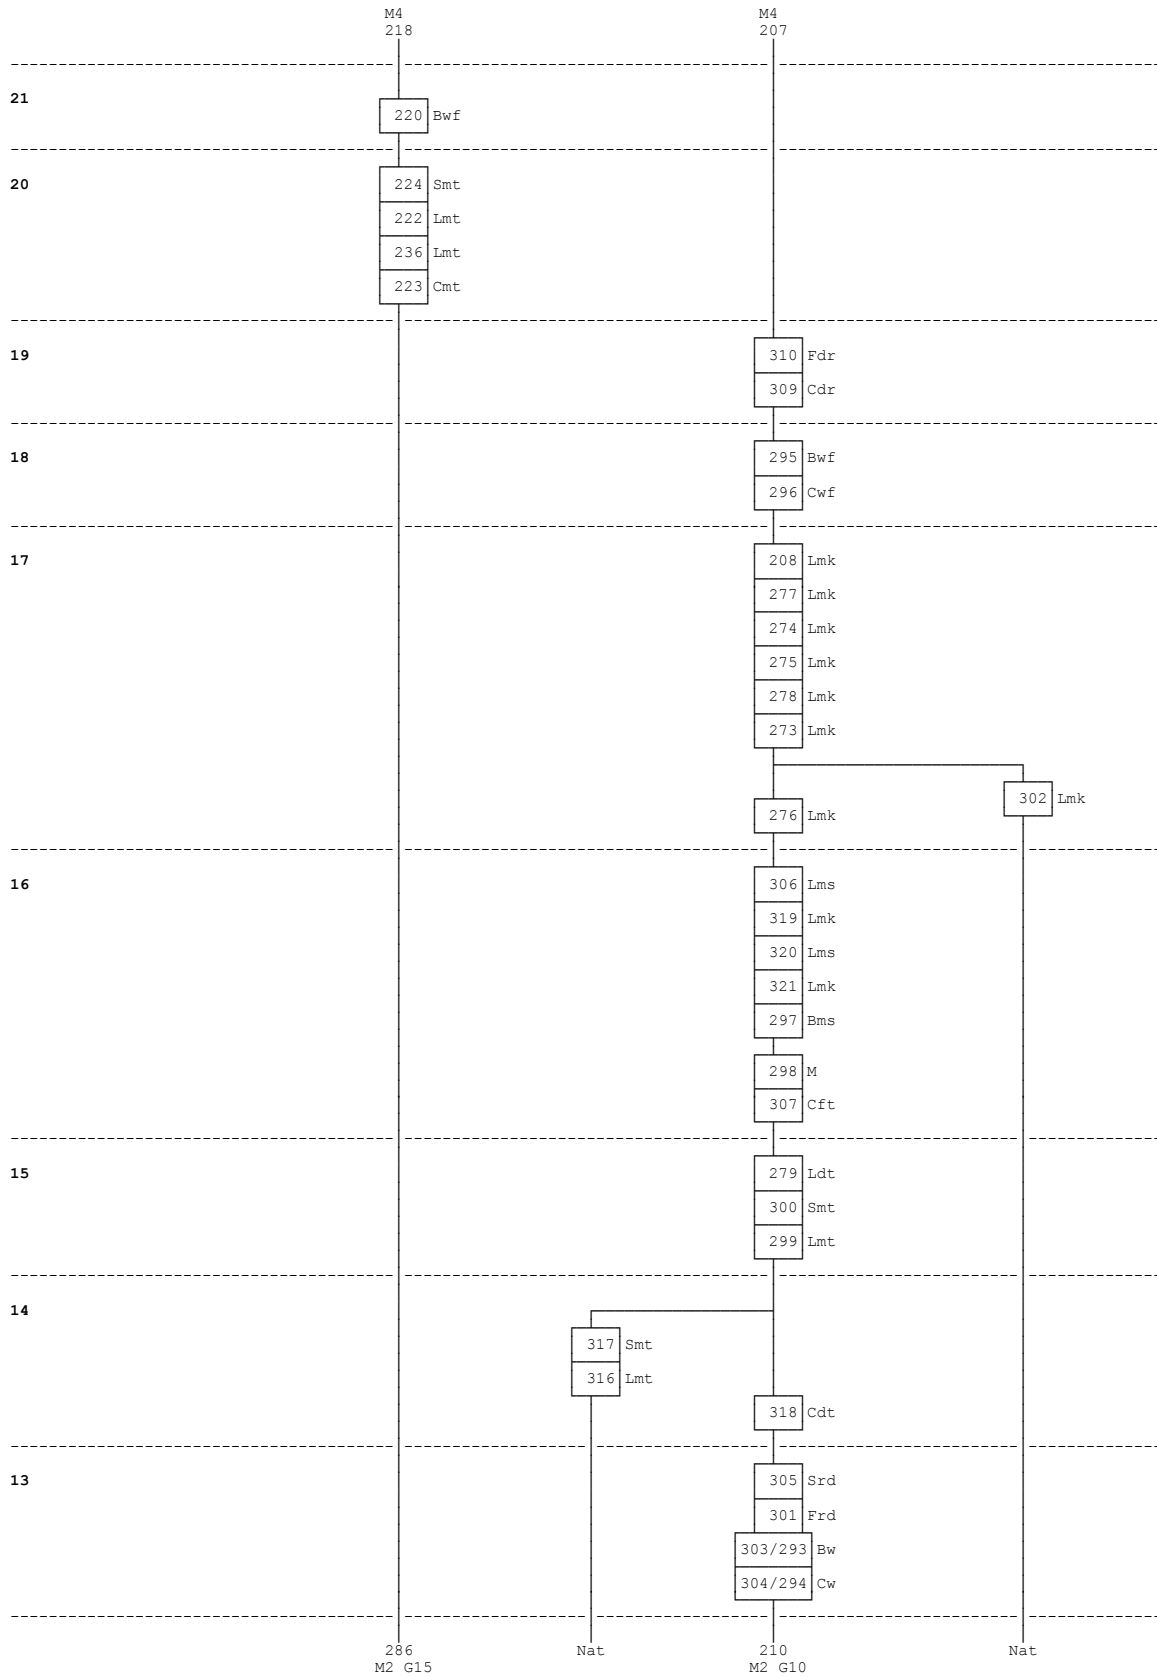 M4 M4
218 207
21
220 Bwf
20
224 Smt
222 Lmt
236 Lmt
223 Cmt
19
310 Fdr
309 Cdr
18
295 Bwf
296 Cwf
17
208 Lmk
277 Lmk
274 Lmk
275 Lmk
278 Lmk
273 Lmk
302 Lmk
276 Lmk
16
306 Lms
319 Lmk
320 Lms
321 Lmk
297 Bms
298 M
307 Cft
15
279 Ldt
300 Smt
299 Lmt
14
317 Smt
316 Lmt
318 Cdt
13
305 Srd
301 Frd
303/293 Bw
304/294 Cw
286 Nat 210 Nat
M2 G15 M2 G10